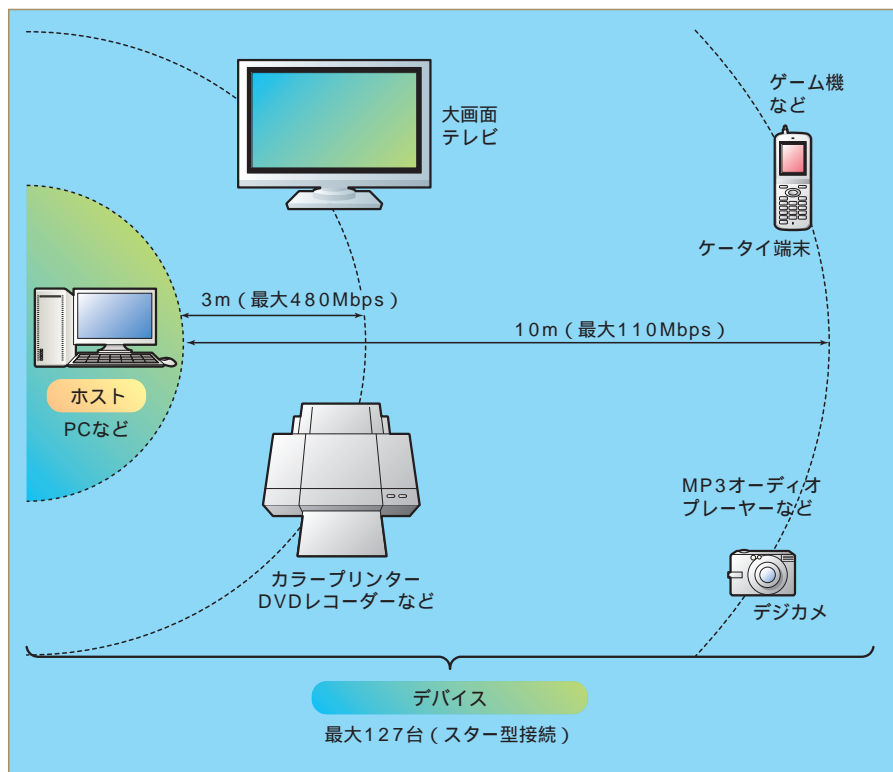 大画面
テレビ
ゲーム機
など
ケータイ端末
3m（最大480Mbps）
10m（最大110Mbps）
ホスト
PCなど
カラープリンター
DVDレコーダーなど
MP3オーディオ
プレーヤーなど
デジカメ
デバイス
最大127台（スター型接続）